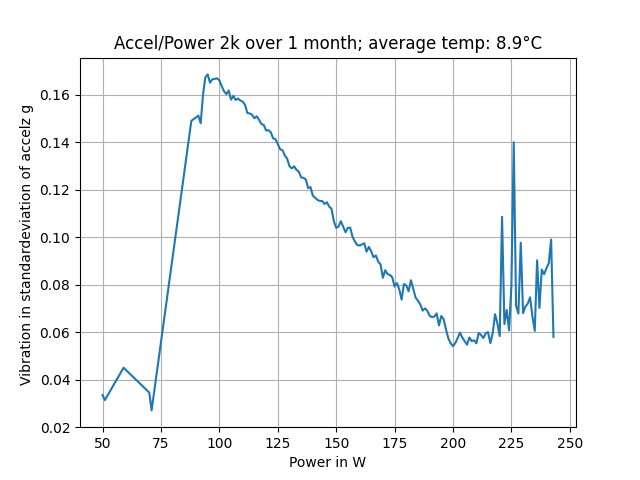 Accel/Power 2k over 1 month; average temp: 8.9°C
Vibration in standardeviation of accelz g
0.16
0.14
0.12
0.10
0.08
0.06
0.04
0.02
50 75 100 125 150 175 200 225 250
Power in W